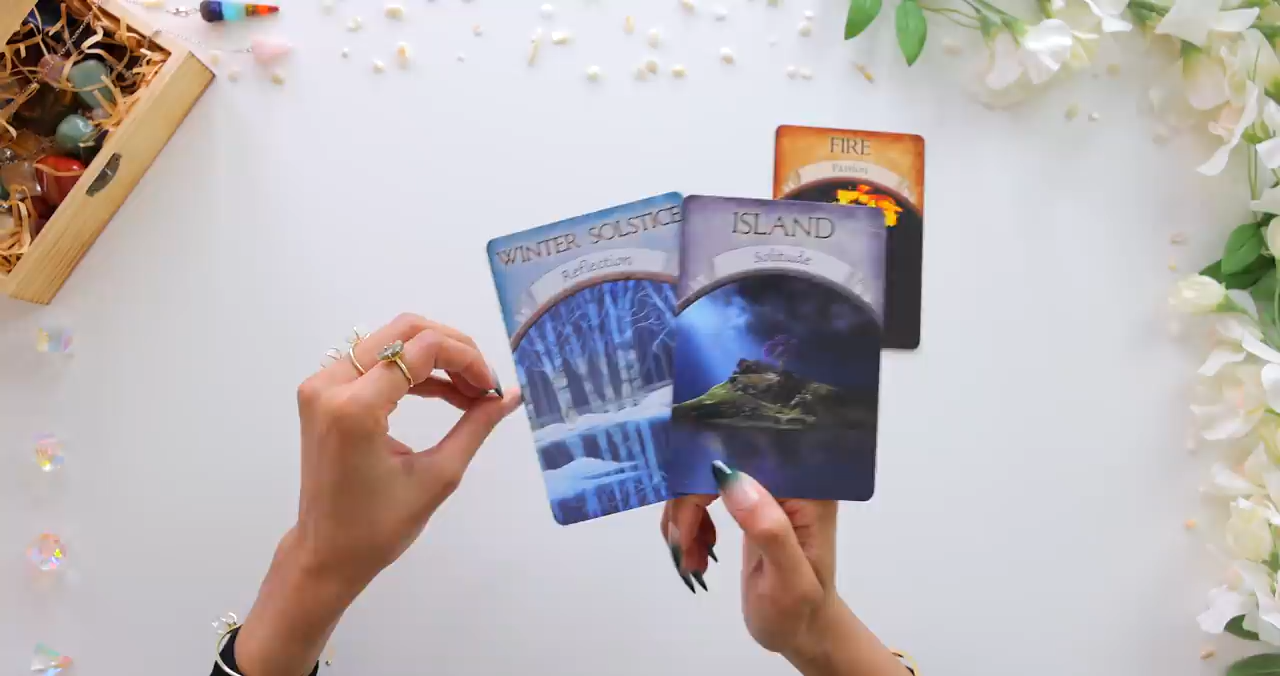 FIRE
Passion
WINTER SOLSTICE
Reflection
ISLAND
Solitude